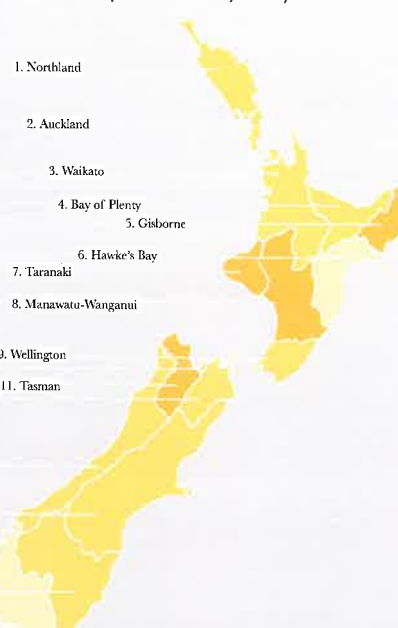 1. Northland
2. Auckland
3. Waikato
4. Bay of Plenty
5. Gisborne
6. Hawke's Bay
7. Taranaki
8. Manawatu-Wanganui
9. Wellington
11. Tasman